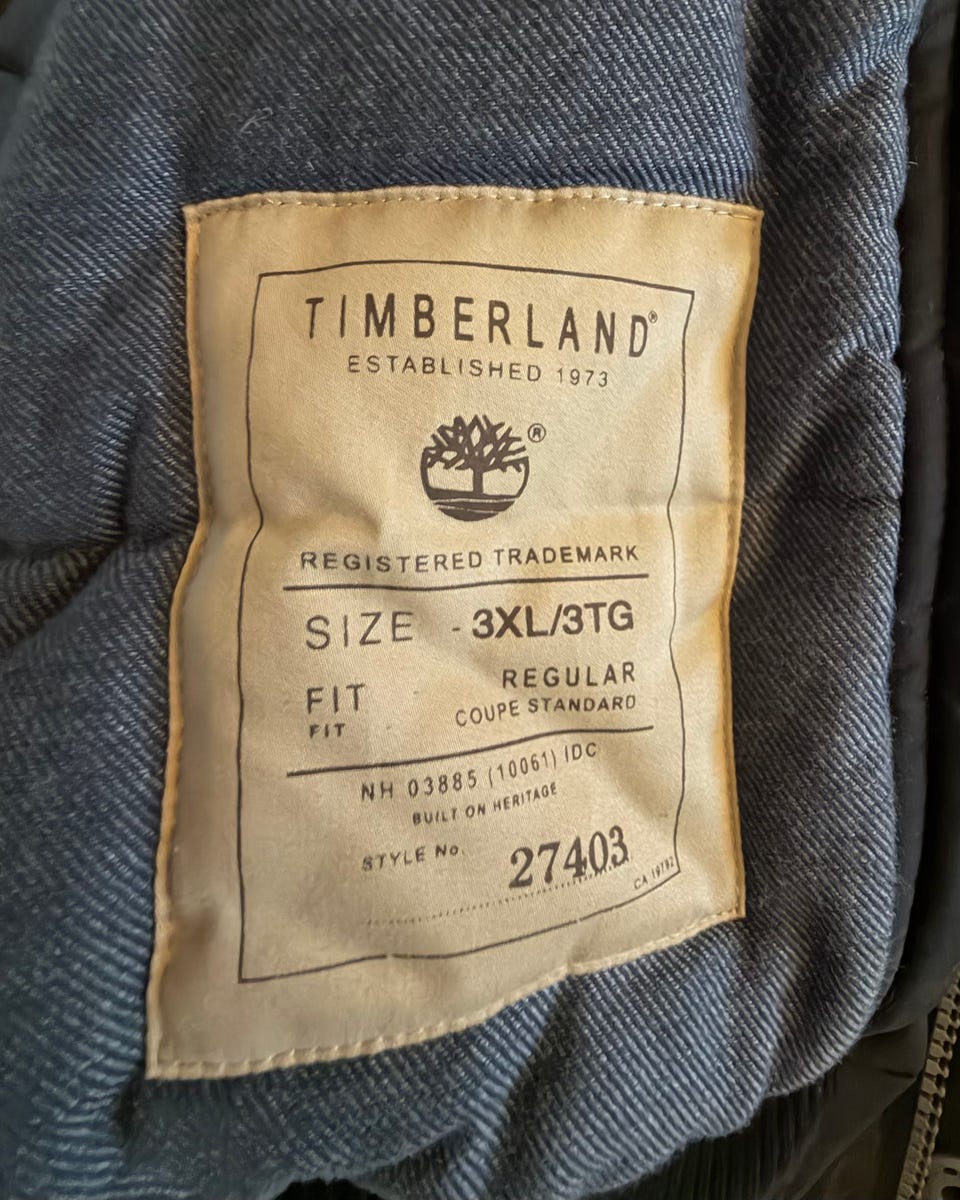 TIMBERLAND®
ESTABLISHED 1973
®
REGISTERED TRADEMARK
SIZE - 3XL/3TG
FIT REGULAR
FIT COUPE STANDARD
NH 03885 (10061) IDC
BUILT ON HERITAGE
STYLE No. 27403
CA